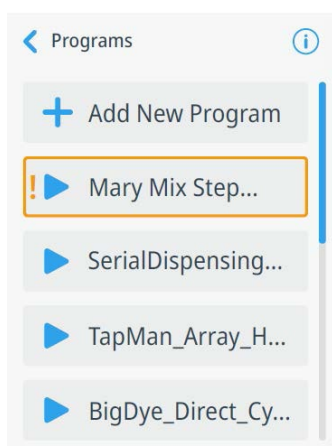 Programs
Add New Program
! Mary Mix Step...
SerialDispensing...
TapMan_Array_H...
BigDye_Direct_Cy...